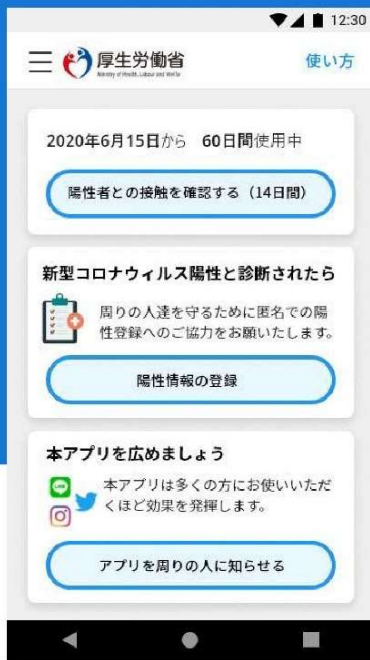 12:30
厚生労働省
Ministry of Health, Labour and Welfare
使い方
2020年6月15日から 60日間使用中
陽性者との接触を確認する（14日間）
新型コロナウィルス陽性と診断されたら
周りの人達を守るために匿名での陽
性登録へのご協力をお願いたします。
陽性情報の登録
本アプリを広めましょう
LINE
本アプリは多くの方にお使いいただ
くほど効果を発揮します。
アプリを周りの人に知らせる